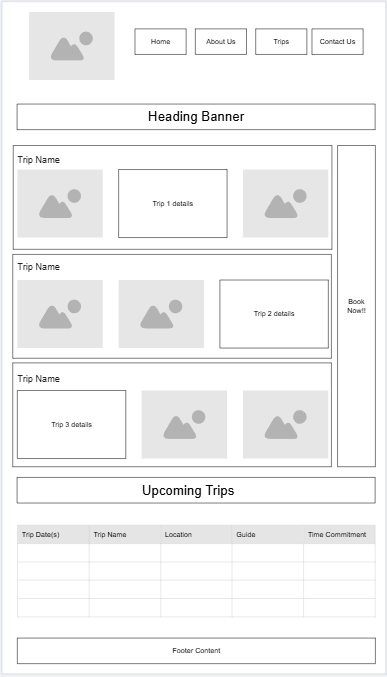 Home
About Us
Trips
Contact Us
Heading Banner
Trip Name
Trip 1 details
Trip Name
Trip 2 details
Book
Now!!
Trip Name
Trip 3 details
Upcoming Trips
Trip Date(s)
Trip Name
Location
Guide
Time Commitment
Footer Content